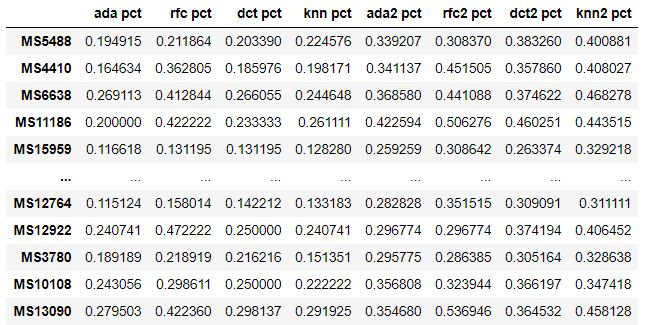 ada pct rfc pct dct pct knn pct ada2 pct rfc2 pct dct2 pct knn2 pct
MS5488 0.194915 0.211864 0.203390 0.224576 0.339207 0.308370 0.383260 0.400881
MS4410 0.164634 0.362805 0.185976 0.198171 0.341137 0.451505 0.357860 0.408027
MS6638 0.269113 0.412844 0.266055 0.244648 0.368580 0.441088 0.374622 0.468278
MS11186 0.200000 0.422222 0.233333 0.261111 0.422594 0.506276 0.460251 0.443515
MS15959 0.116618 0.131195 0.131195 0.128280 0.259259 0.308642 0.263374 0.329218
... ... ... ... ... ... ... ... ...
MS12764 0.115124 0.158014 0.142212 0.133183 0.282828 0.351515 0.309091 0.311111
MS12922 0.240741 0.472222 0.250000 0.240741 0.296774 0.296774 0.374194 0.406452
MS3780 0.189189 0.218919 0.216216 0.151351 0.295775 0.286385 0.305164 0.328638
MS10108 0.243056 0.298611 0.250000 0.222222 0.356808 0.323944 0.366197 0.347418
MS13090 0.279503 0.422360 0.298137 0.291925 0.354680 0.536946 0.364532 0.458128